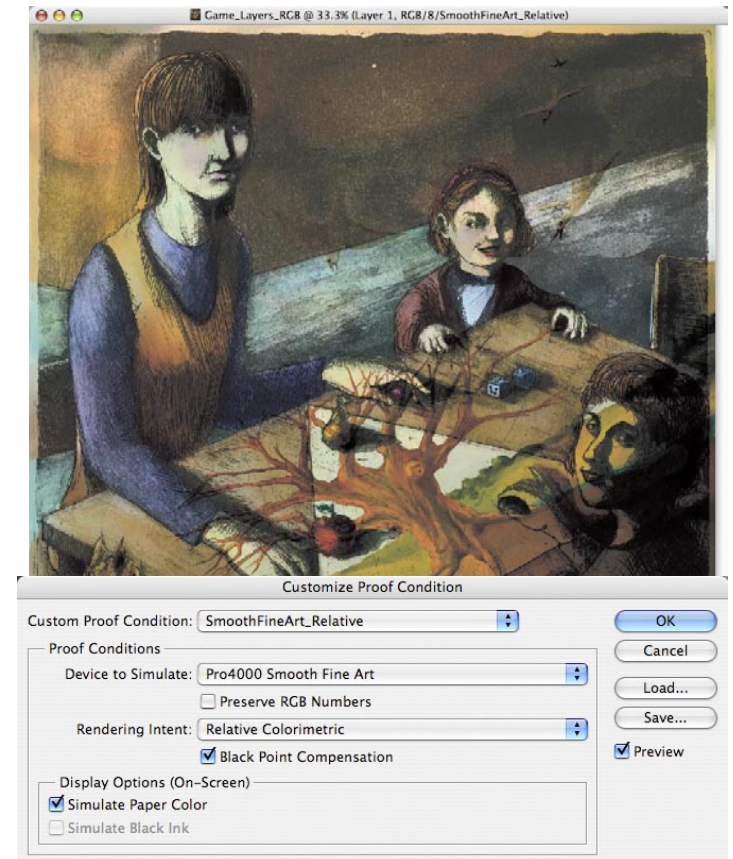 Game_Layers_RGB @ 33.3% (Layer 1, RGB/8/SmoothFineArt_Relative)
Customize Proof Condition
Custom Proof Condition: SmoothFineArt_Relative
OK
Proof Conditions
Cancel
Device to Simulate: Pro4000 Smooth Fine Art
Load...
Preserve RGB Numbers
Save...
Rendering Intent: Relative Colorimetric
Preview
Black Point Compensation
Display Options (On-Screen)
Simulate Paper Color
Simulate Black Ink